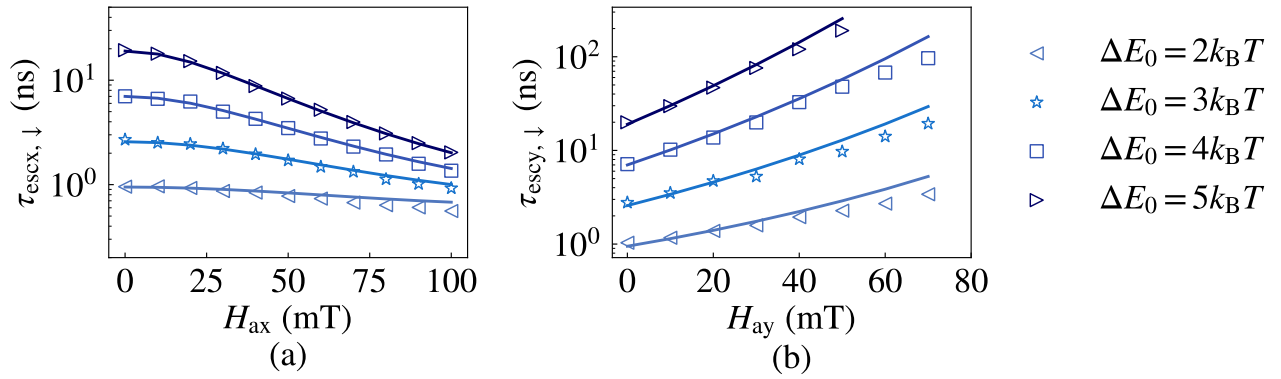 τescx,↓ (ns)
10¹
10⁰
0 25 50 75 100
Hax (mT)
(a)
τescy,↓ (ns)
10²
10¹
10⁰
0 20 40 60 80
Hay (mT)
(b)
ΔE₀ = 2kBT
ΔE₀ = 3kBT
ΔE₀ = 4kBT
ΔE₀ = 5kBT